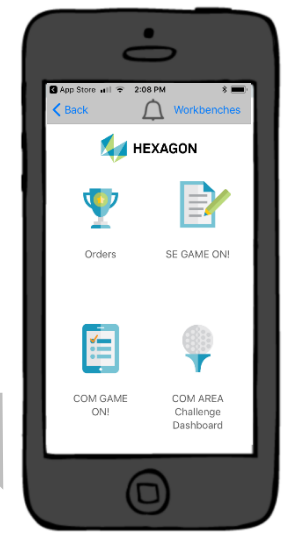 App Store 2:08 PM
Back Workbenches
HEXAGON
Orders SE GAME ON!
COM GAME
ON!
COM AREA
Challenge
Dashboard